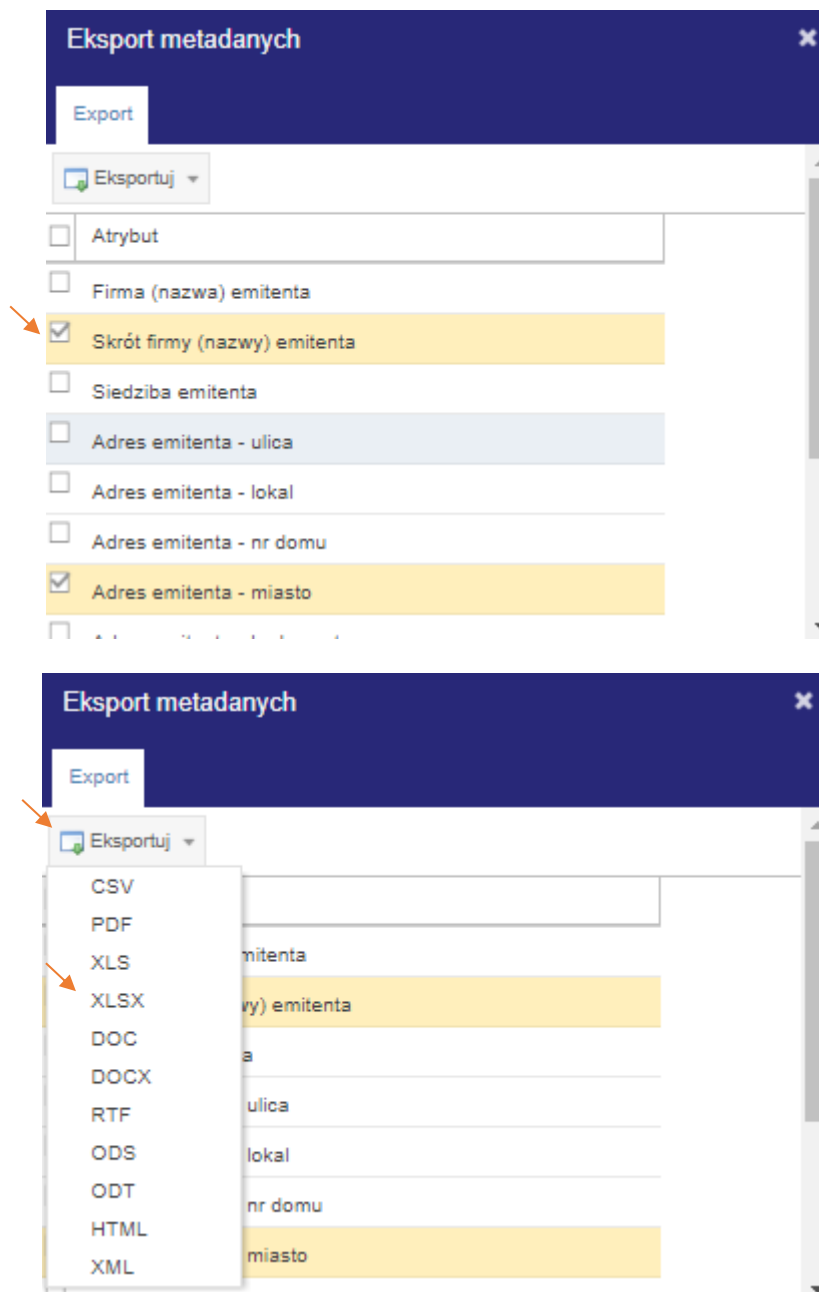 Eksport metadanych
Export
Eksportuj
Atrybut
Firma (nazwa) emitenta
Skrót firmy (nazwy) emitenta
Siedziba emitenta
Adres emitenta - ulica
Adres emitenta - lokal
Adres emitenta - nr domu
Adres emitenta - miasto
Eksport metadanych
Export
Eksportuj
CSV
PDF
XLS
mitenta
XLSX
wy) emitenta
DOC
a
DOCX
RTF
ulica
ODS
lokal
ODT
nr domu
HTML
miasto
XML